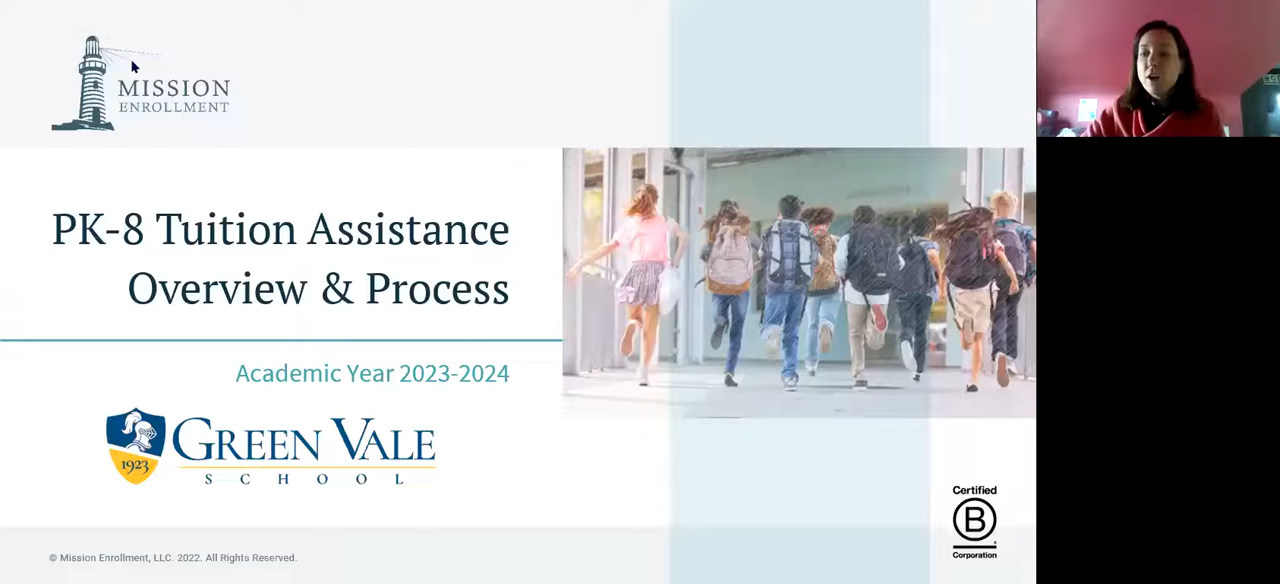 MISSION
ENROLLMENT
PK-8 Tuition Assistance
Overview & Process
Academic Year 2023-2024
1923
GREEN VALE
SCHOOL
Certified
B
Corporation
© Mission Enrollment, LLC. 2022. All Rights Reserved.